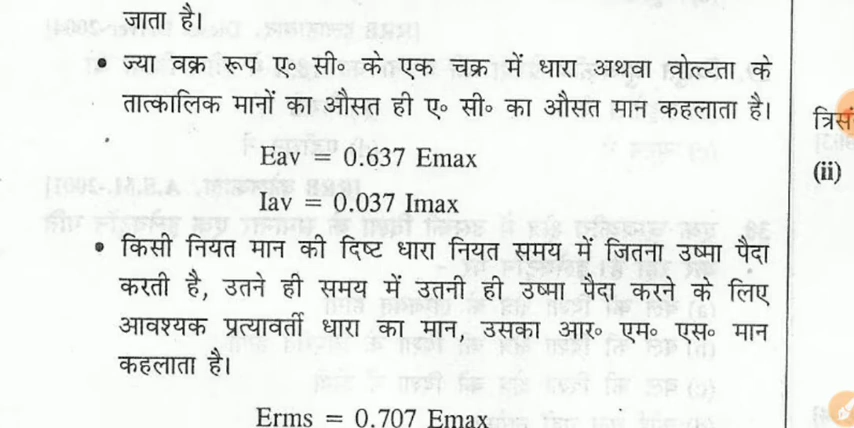 जाता है।
• ज्या वक्र रूप ए॰ सी॰ के एक चक्र में धारा अथवा वोल्टता के
तात्कालिक मानों का औसत ही ए॰ सी॰ का औसत मान कहलाता है।
Eav = 0.637 Emax
Iav = 0.037 Imax
• किसी नियत मान की दिष्ट धारा नियत समय में जितना उष्मा पैदा
करती है, उतने ही समय में उतनी ही उष्मा पैदा करने के लिए
आवश्यक प्रत्यावर्ती धारा का मान, उसका आर॰ एम॰ एस॰ मान
कहलाता है।
Erms = 0.707 Emax
(ii)